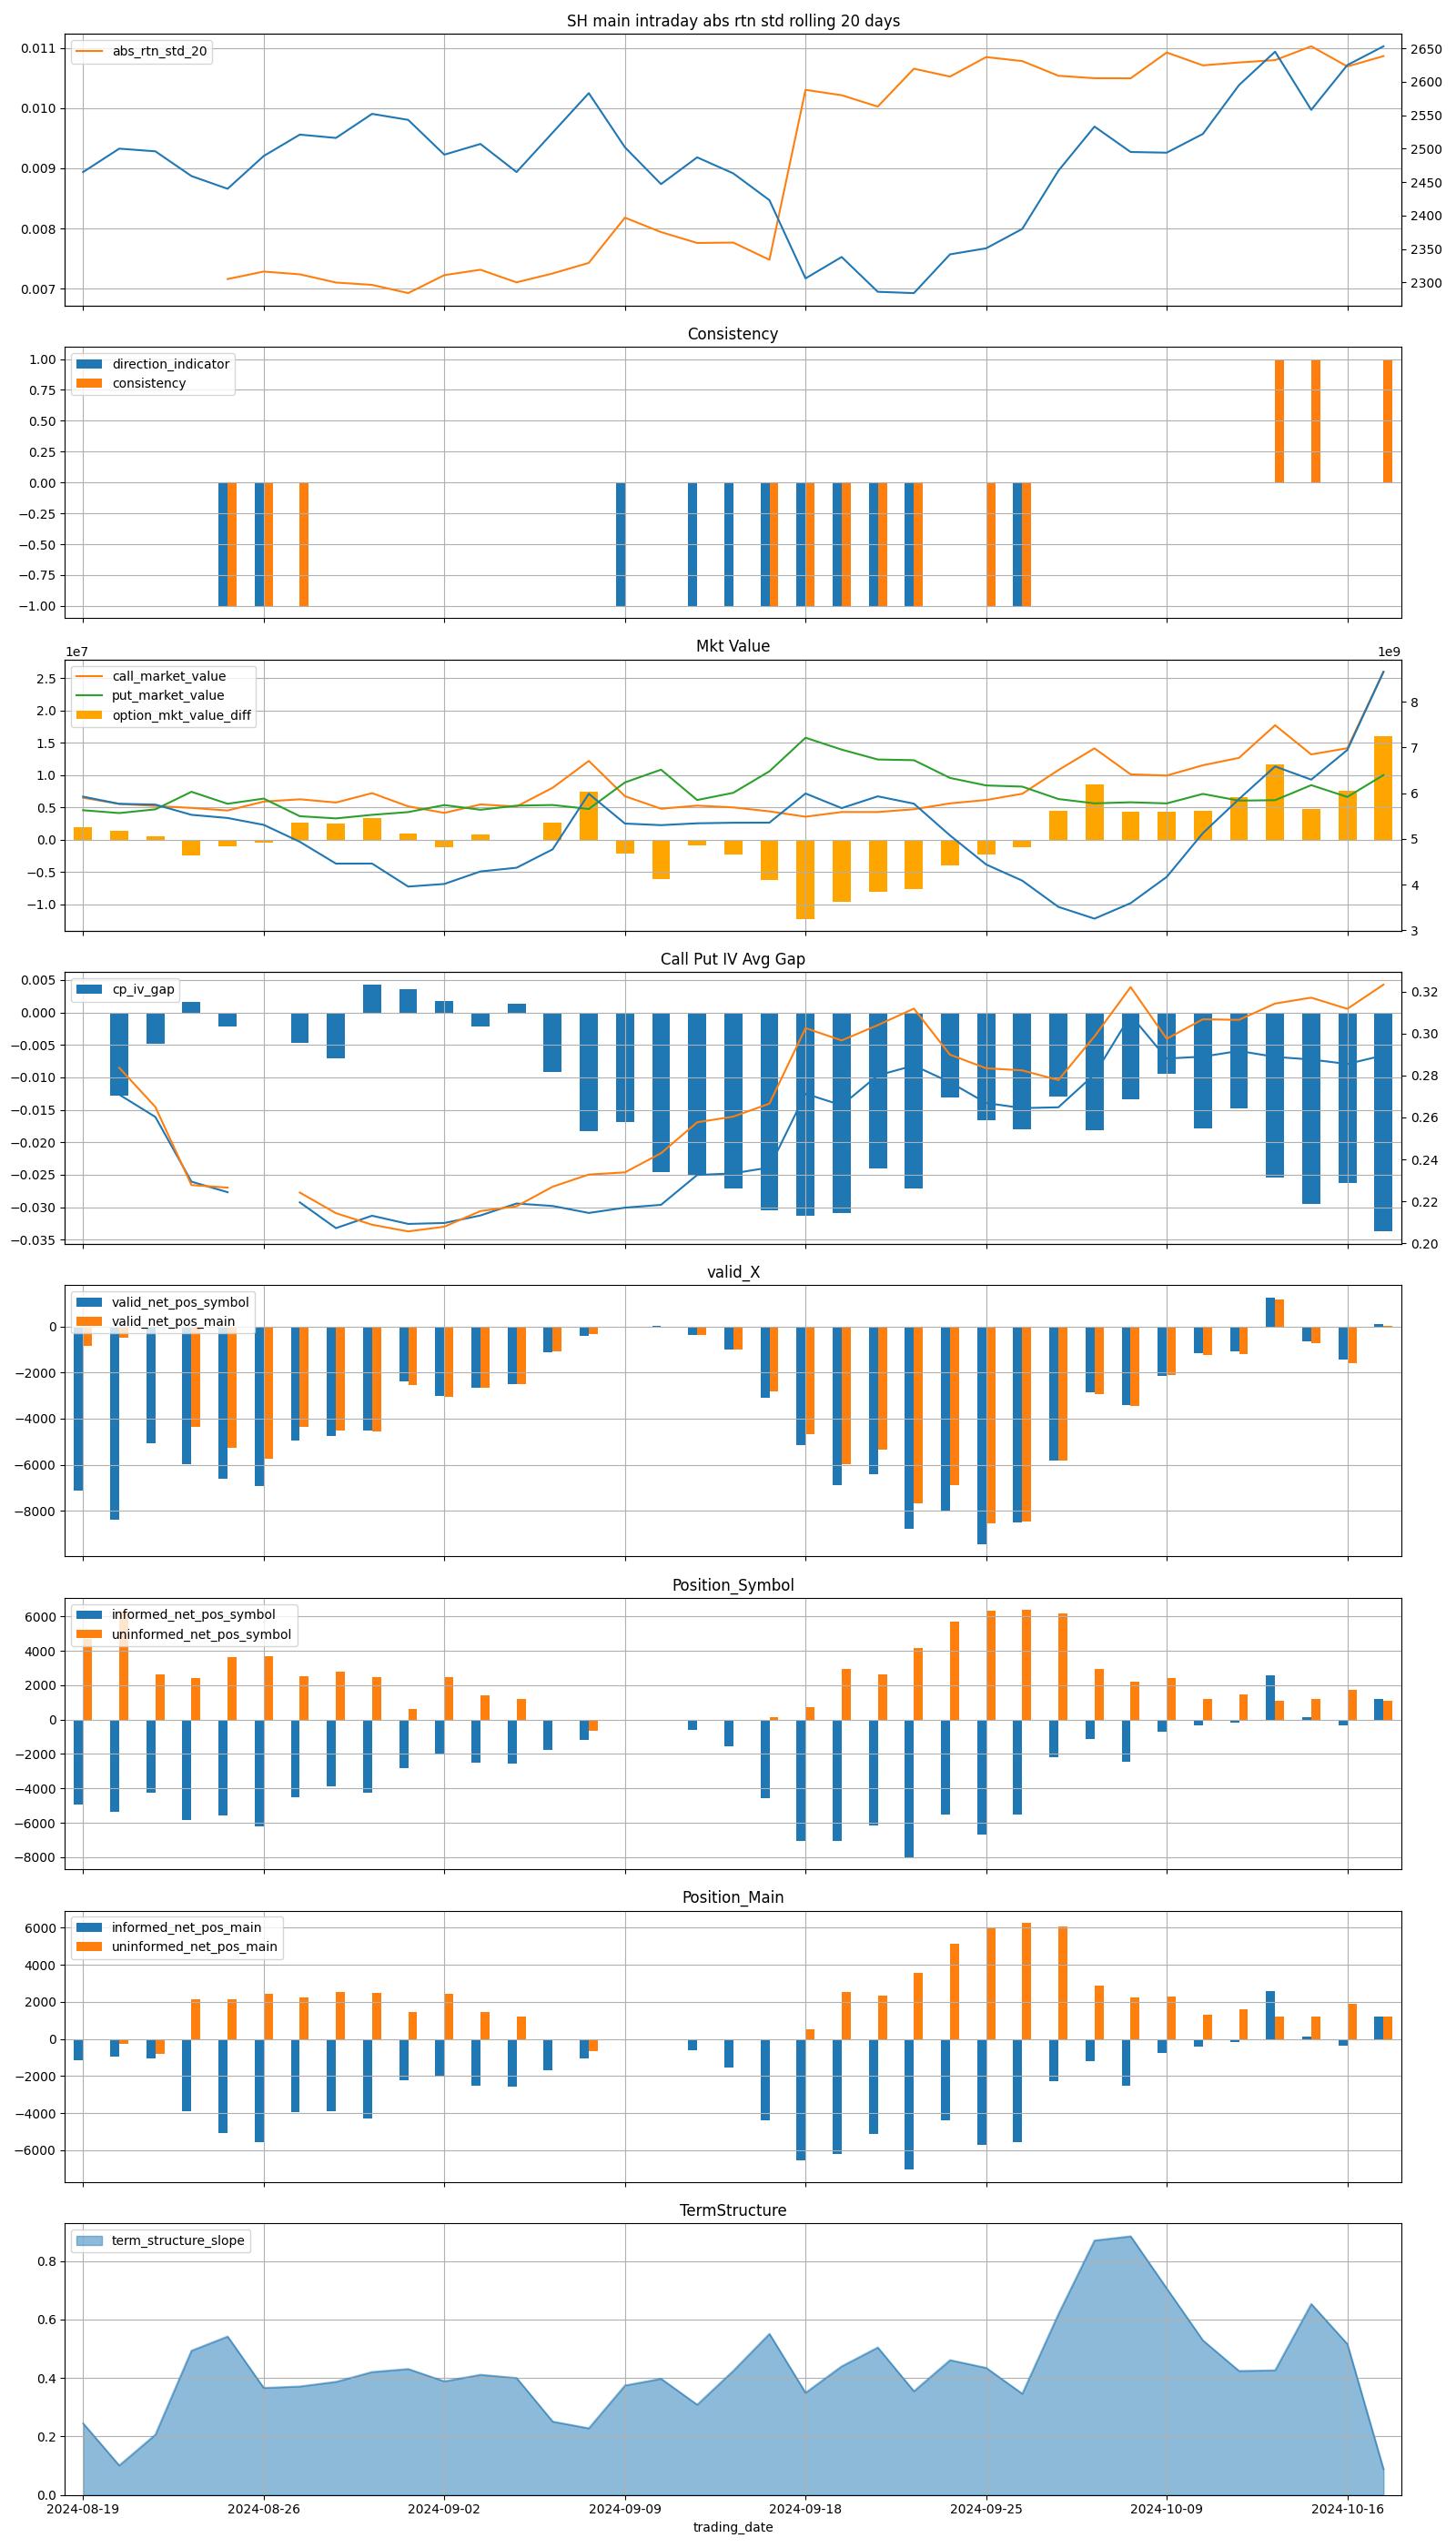 SH main intraday abs rtn std rolling 20 days
abs_rtn_std_20
0.011
0.010
0.009
0.008
0.007
2650
2600
2550
2500
2450
2400
2350
2300
Consistency
direction_indicator
consistency
1.00
0.75
0.50
0.25
0.00
−0.25
−0.50
−0.75
−1.00
Mkt Value
1e7
1e9
call_market_value
put_market_value
option_mkt_value_diff
2.5
2.0
1.5
1.0
0.5
0.0
−0.5
−1.0
8
7
6
5
4
3
Call Put IV Avg Gap
cp_iv_gap
0.005
0.000
−0.005
−0.010
−0.015
−0.020
−0.025
−0.030
−0.035
0.32
0.30
0.28
0.26
0.24
0.22
0.20
valid_X
valid_net_pos_symbol
valid_net_pos_main
0
−2000
−4000
−6000
−8000
Position_Symbol
informed_net_pos_symbol
uninformed_net_pos_symbol
6000
4000
2000
0
−2000
−4000
−6000
−8000
Position_Main
informed_net_pos_main
uninformed_net_pos_main
6000
4000
2000
0
−2000
−4000
−6000
TermStructure
term_structure_slope
0.8
0.6
0.4
0.2
0.0
2024-08-19 2024-08-26 2024-09-02 2024-09-09 2024-09-18 2024-09-25 2024-10-09 2024-10-16
trading_date